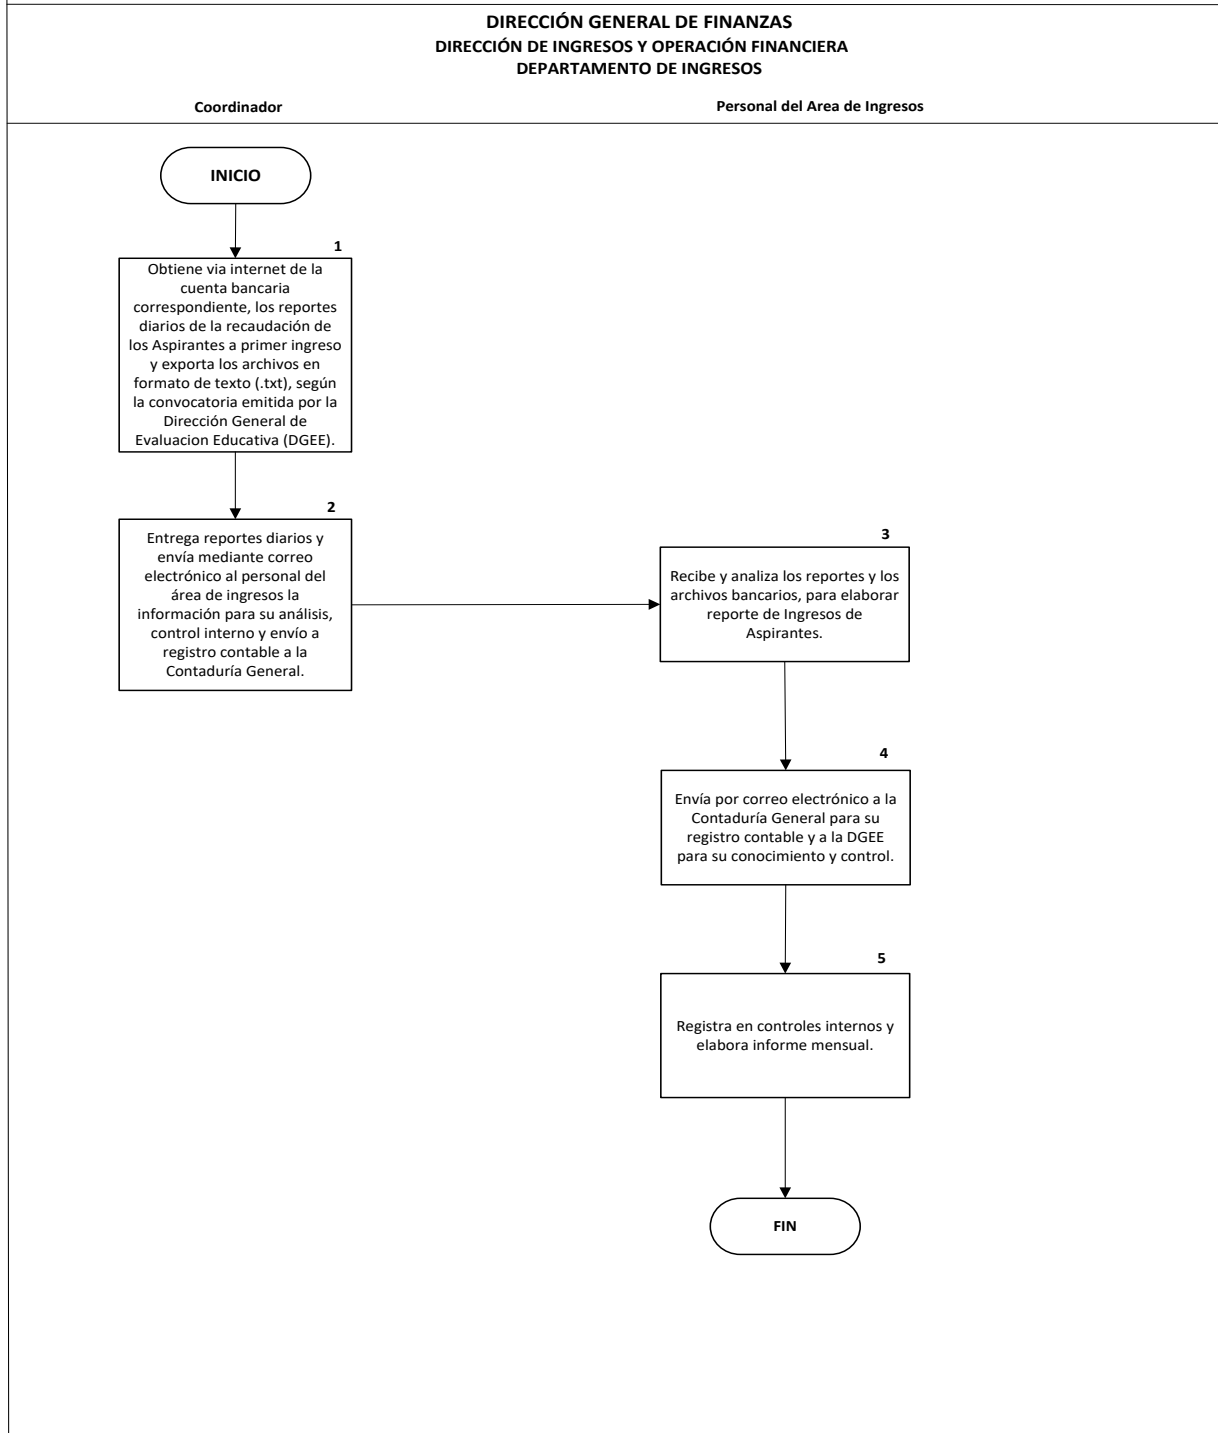 DIRECCIÓN GENERAL DE FINANZAS
DIRECCIÓN DE INGRESOS Y OPERACIÓN FINANCIERA
DEPARTAMENTO DE INGRESOS
Coordinador
Personal del Area de Ingresos
INICIO
1
Obtiene via internet de la
cuenta bancaria
correspondiente, los reportes
diarios de la recaudación de
los Aspirantes a primer ingreso
y exporta los archivos en
formato de texto (.txt), según
la convocatoria emitida por la
Dirección General de
Evaluacion Educativa (DGEE).
2
Entrega reportes diarios y
envía mediante correo
electrónico al personal del
área de ingresos la
información para su análisis,
control interno y envío a
registro contable a la
Contaduría General.
3
Recibe y analiza los reportes y los
archivos bancarios, para elaborar
reporte de Ingresos de
Aspirantes.
4
Envía por correo electrónico a la
Contaduría General para su
registro contable y a la DGEE
para su conocimiento y control.
5
Registra en controles internos y
elabora informe mensual.
FIN